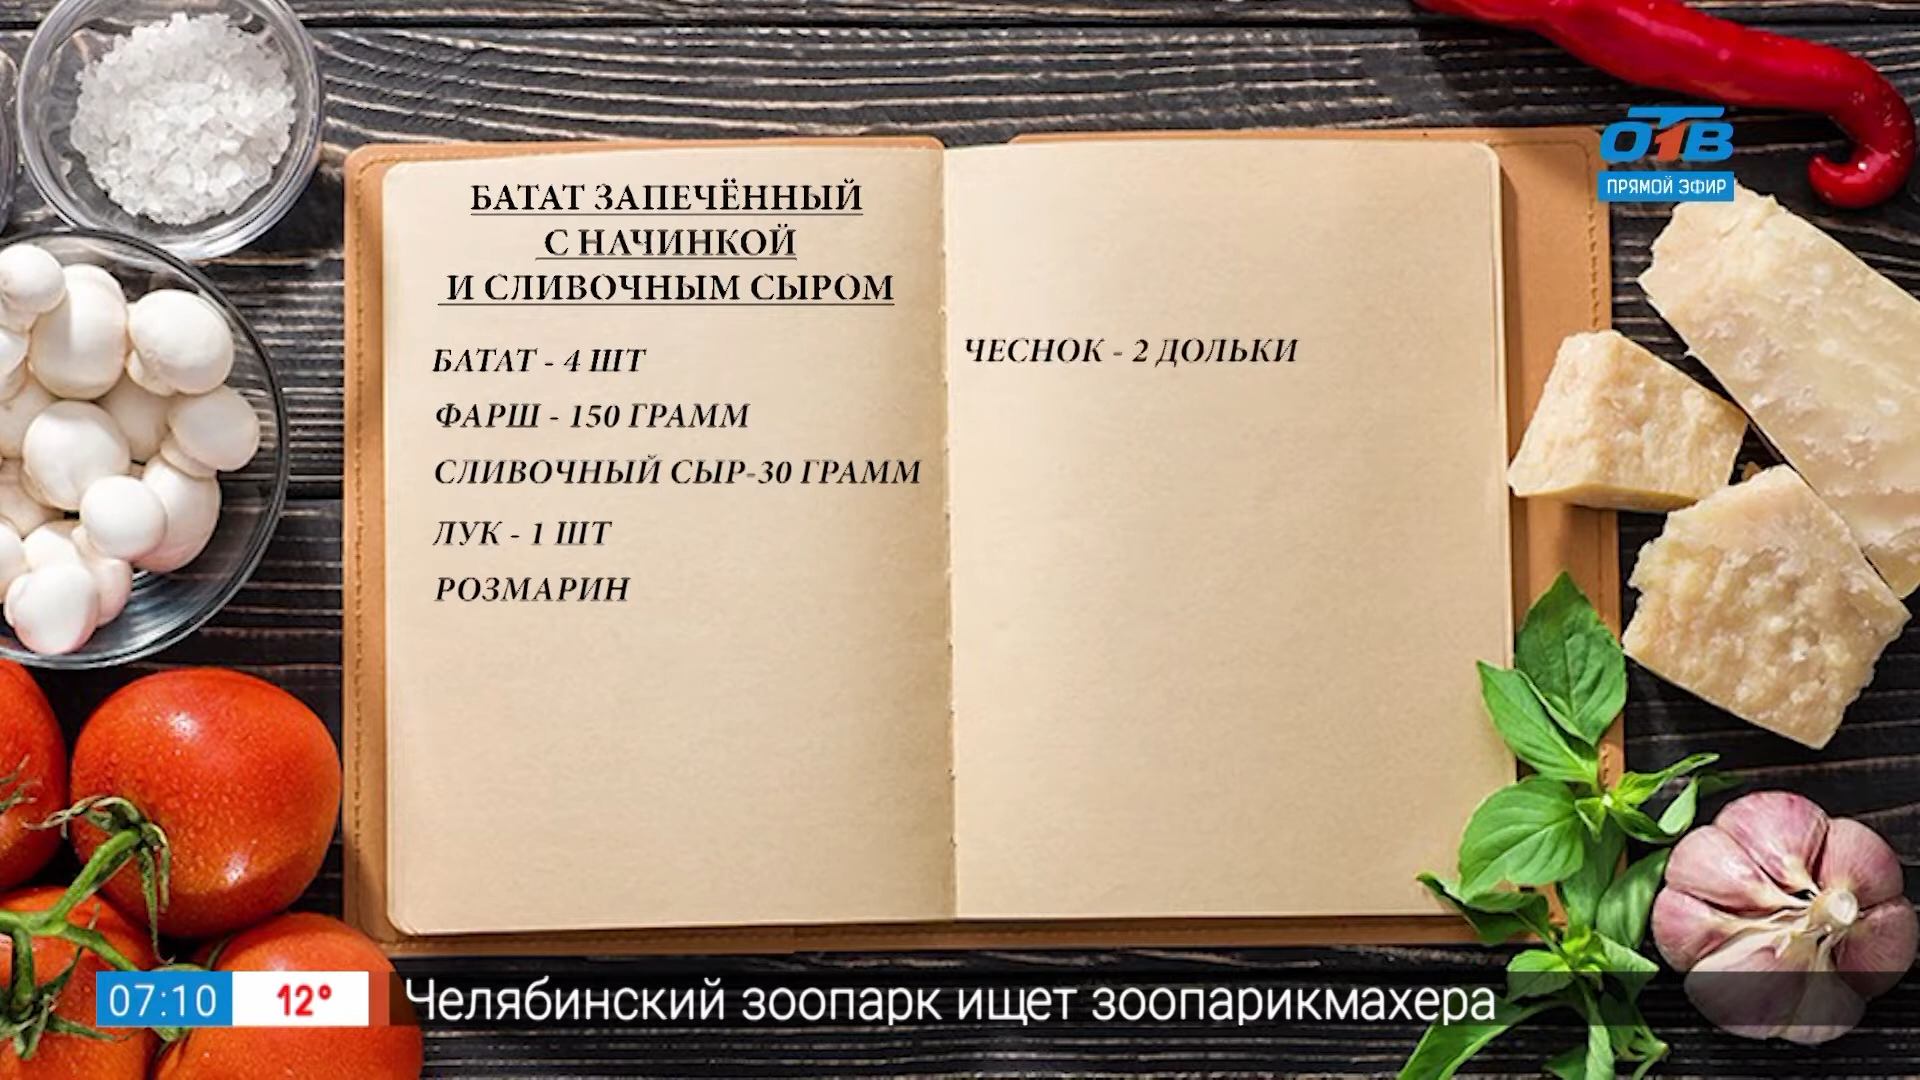 ОТВ
ПРЯМОЙ ЭФИР
БАТАТ ЗАПЕЧЁННЫЙ
С НАЧИНКОЙ
И СЛИВОЧНЫМ СЫРОМ
БАТАТ - 4 ШТ
ФАРШ - 150 ГРАММ
СЛИВОЧНЫЙ СЫР-30 ГРАММ
ЛУК - 1 ШТ
РОЗМАРИН
ЧЕСНОК - 2 ДОЛЬКИ
07:10 12° Челябинский зоопарк ищет зоопарикмахера